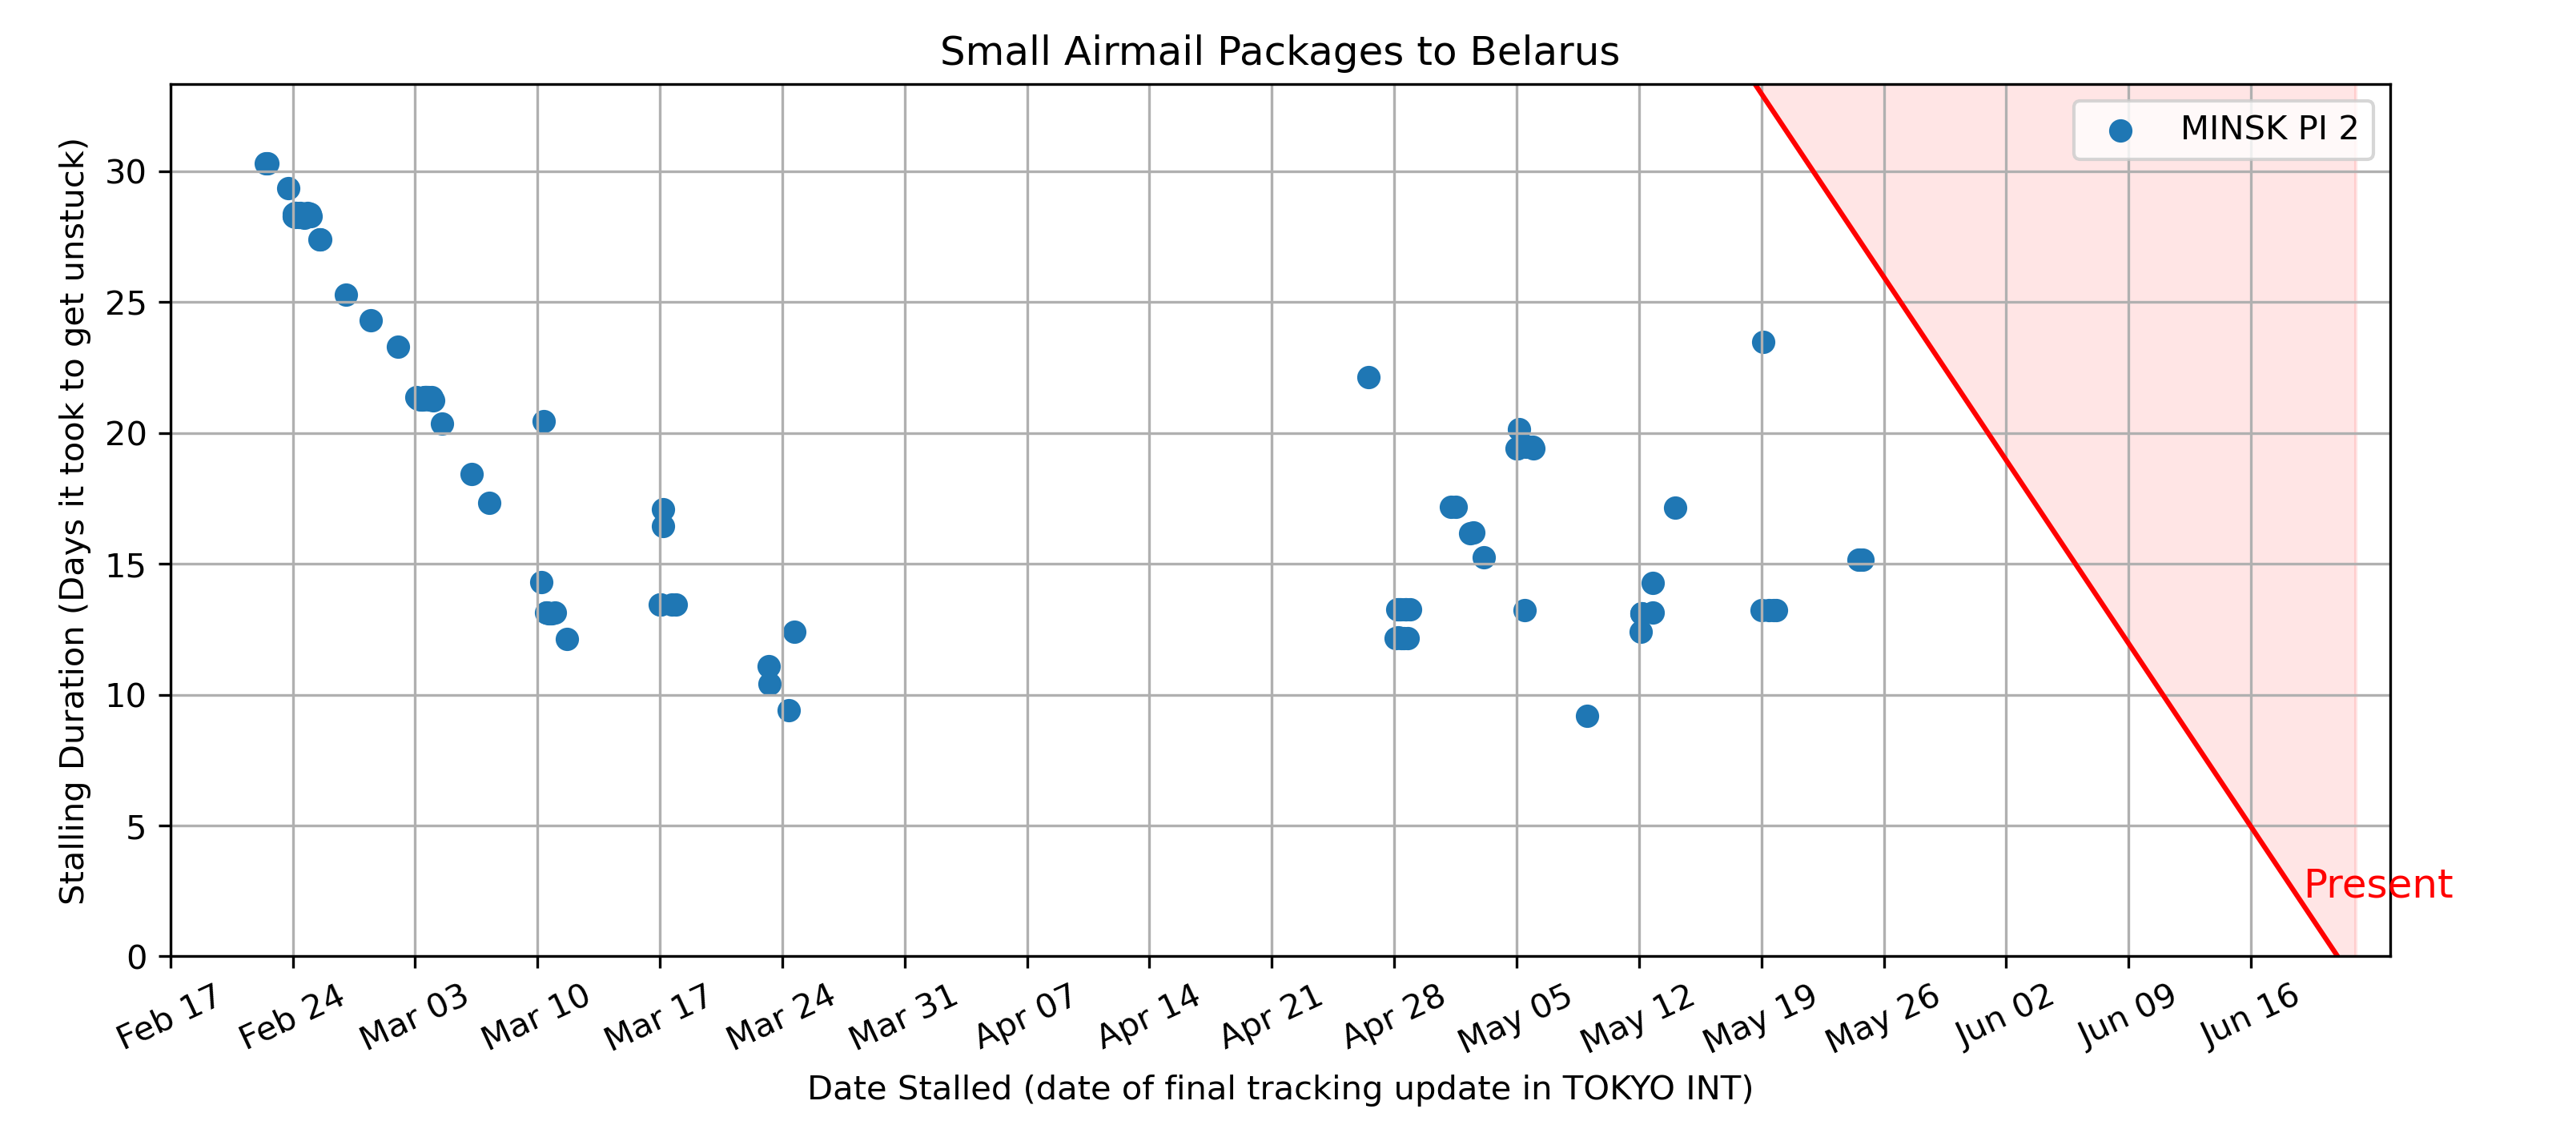 Small Airmail Packages to Belarus
MINSK PI 2
Stalling Duration (Days it took to get unstuck)
30
25
20
15
10
5
0
Present
Feb 17
Feb 24
Mar 03
Mar 10
Mar 17
Mar 24
Mar 31
Apr 07
Apr 14
Apr 21
Apr 28
May 05
May 12
May 19
May 26
Jun 02
Jun 09
Jun 16
Date Stalled (date of final tracking update in TOKYO INT)